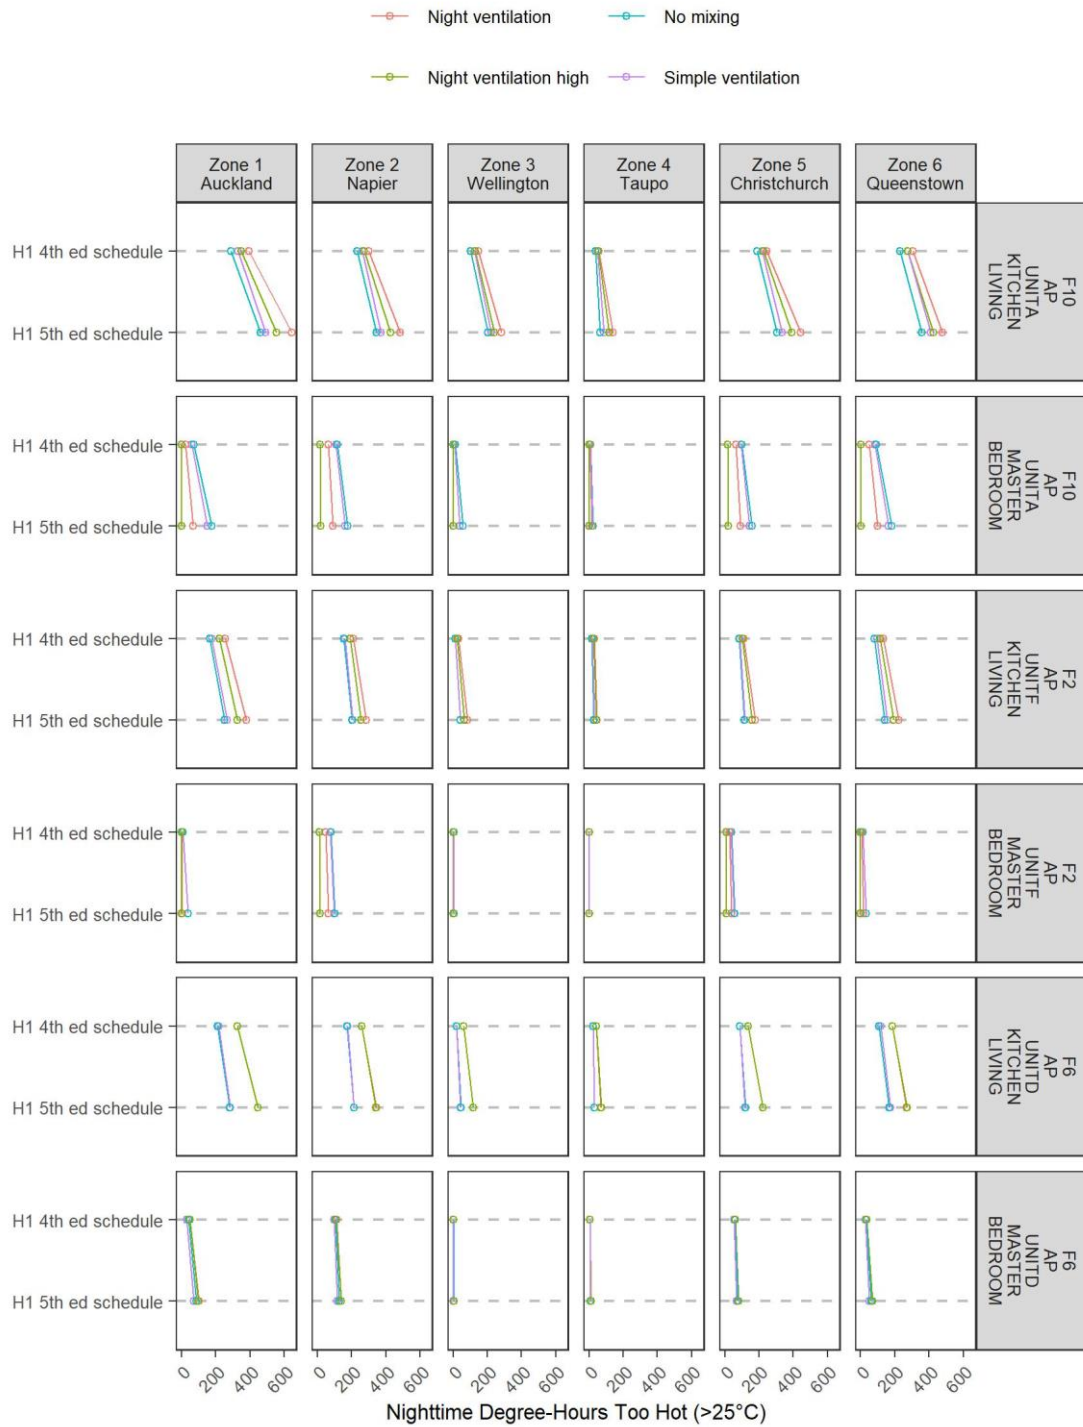 Night ventilation
No mixing
Night ventilation high
Simple ventilation
Zone 1
Auckland
Zone 2
Napier
Zone 3
Wellington
Zone 4
Taupo
Zone 5
Christchurch
Zone 6
Queenstown
H1 4th ed schedule
H1 5th ed schedule
F10
UNITA
AP
KITCHEN
LIVING
H1 4th ed schedule
H1 5th ed schedule
F10
UNITA
AP
MASTER
BEDROOM
H1 4th ed schedule
H1 5th ed schedule
F2
UNITF
AP
KITCHEN
LIVING
H1 4th ed schedule
H1 5th ed schedule
F2
UNITF
AP
MASTER
BEDROOM
H1 4th ed schedule
H1 5th ed schedule
F6
UNITD
AP
KITCHEN
LIVING
H1 4th ed schedule
H1 5th ed schedule
F6
UNITD
AP
MASTER
BEDROOM
0 200 400 600 0 200 400 600 0 200 400 600 0 200 400 600 0 200 400 600 0 200 400 600
Nighttime Degree-Hours Too Hot (>25°C)